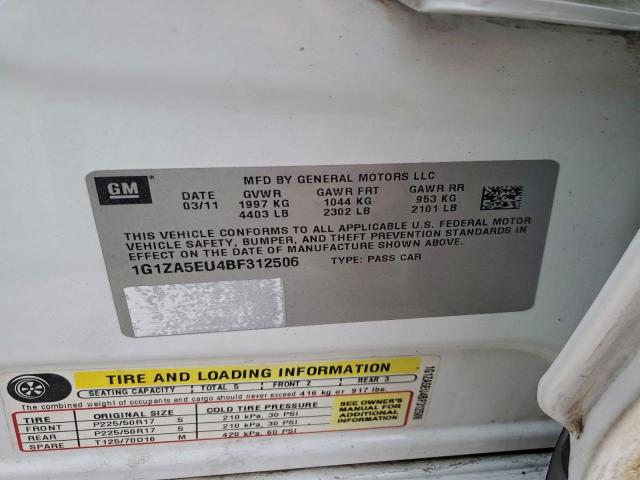 GM
MFD BY GENERAL MOTORS LLC
DATE GVWR GAWR FRT GAWR RR
03/11 1997 KG 1044 KG 953 KG
4403 LB 2302 LB 2101 LB
THIS VEHICLE CONFORMS TO ALL APPLICABLE U.S. FEDERAL MOTOR
VEHICLE SAFETY, BUMPER, AND THEFT PREVENTION STANDARDS IN
EFFECT ON THE DATE OF MANUFACTURE SHOWN ABOVE.
1G1ZA5EU4BF312506 TYPE: PASS CAR
TIRE AND LOADING INFORMATION
SEATING CAPACITY TOTAL 5 FRONT 2 REAR 3
The combined weight of occupants and cargo should never exceed 416 kg or 917 lbs.
TIRE ORIGINAL SIZE COLD TIRE PRESSURE
FRONT P225/50R17 S 210 kPa, 30 PSI
REAR P225/50R17 S 210 kPa, 30 PSI
SPARE T125/70D16 M 420 kPa, 60 PSI
SEE OWNER'S
MANUAL FOR
ADDITIONAL
INFORMATION
1G1ZA5EU4BF312506